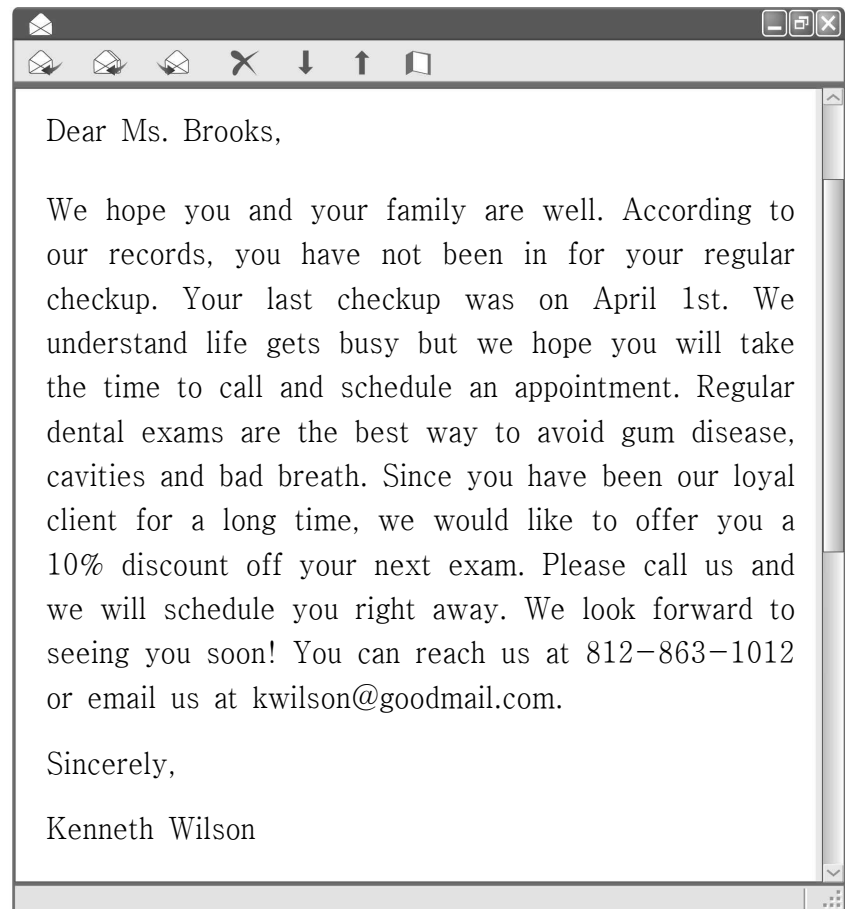 Dear Ms. Brooks,
We hope you and your family are well. According to
our records, you have not been in for your regular
checkup. Your last checkup was on April 1st. We
understand life gets busy but we hope you will take
the time to call and schedule an appointment. Regular
dental exams are the best way to avoid gum disease,
cavities and bad breath. Since you have been our loyal
client for a long time, we would like to offer you a
10% discount off your next exam. Please call us and
we will schedule you right away. We look forward to
seeing you soon! You can reach us at 812-863-1012
or email us at kwilson@goodmail.com.
Sincerely,
Kenneth Wilson